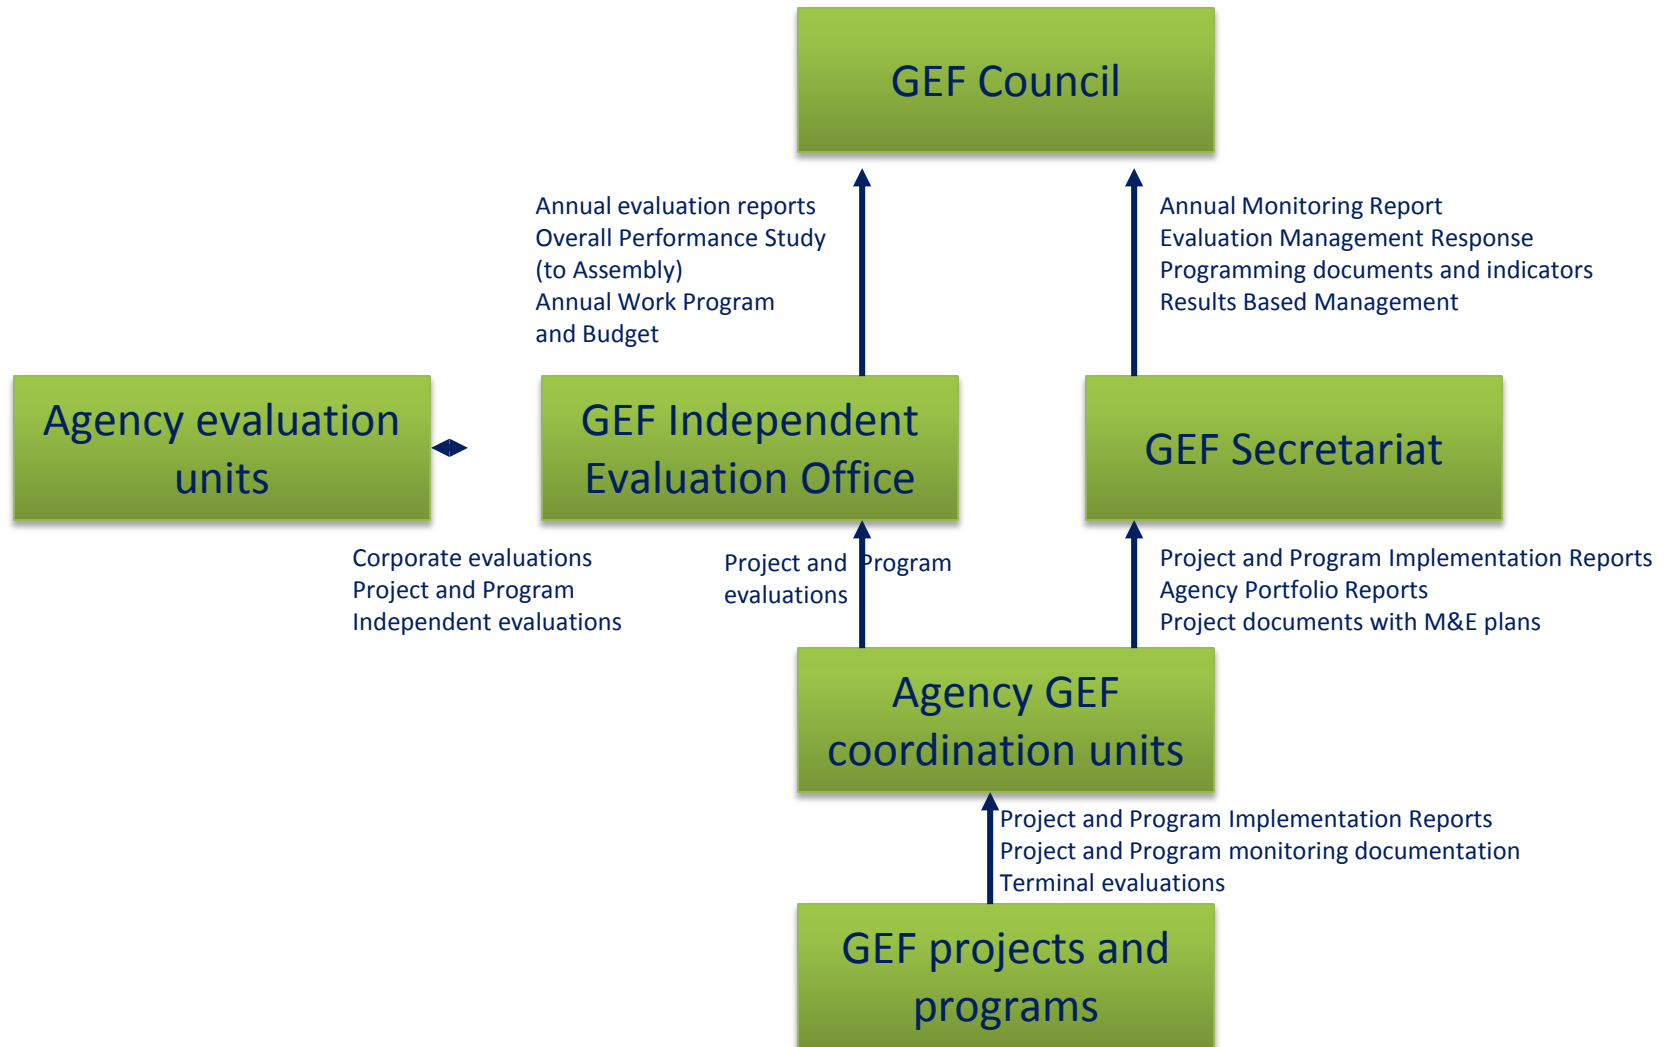 GEF Council
Annual evaluation reports
Overall Performance Study
(to Assembly)
Annual Work Program
and Budget
Annual Monitoring Report
Evaluation Management Response
Programming documents and indicators
Results Based Management
Agency evaluation
units
GEF Independent
Evaluation Office
GEF Secretariat
Corporate evaluations
Project and Program
Independent evaluations
Project and Program
evaluations
Project and Program Implementation Reports
Agency Portfolio Reports
Project documents with M&E plans
Agency GEF
coordination units
Project and Program Implementation Reports
Project and Program monitoring documentation
Terminal evaluations
GEF projects and
programs